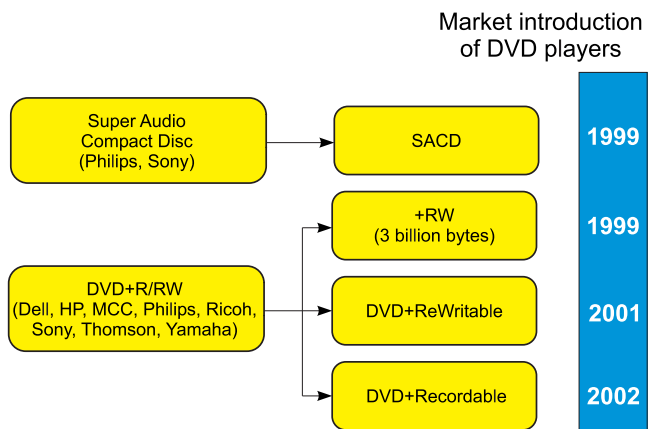 Market introduction
of DVD players
Super Audio
Compact Disc
(Philips, Sony)
SACD
1999
+RW
(3 billion bytes)
1999
DVD+R/RW
(Dell, HP, MCC, Philips, Ricoh,
Sony, Thomson, Yamaha)
DVD+ReWritable
2001
DVD+Recordable
2002